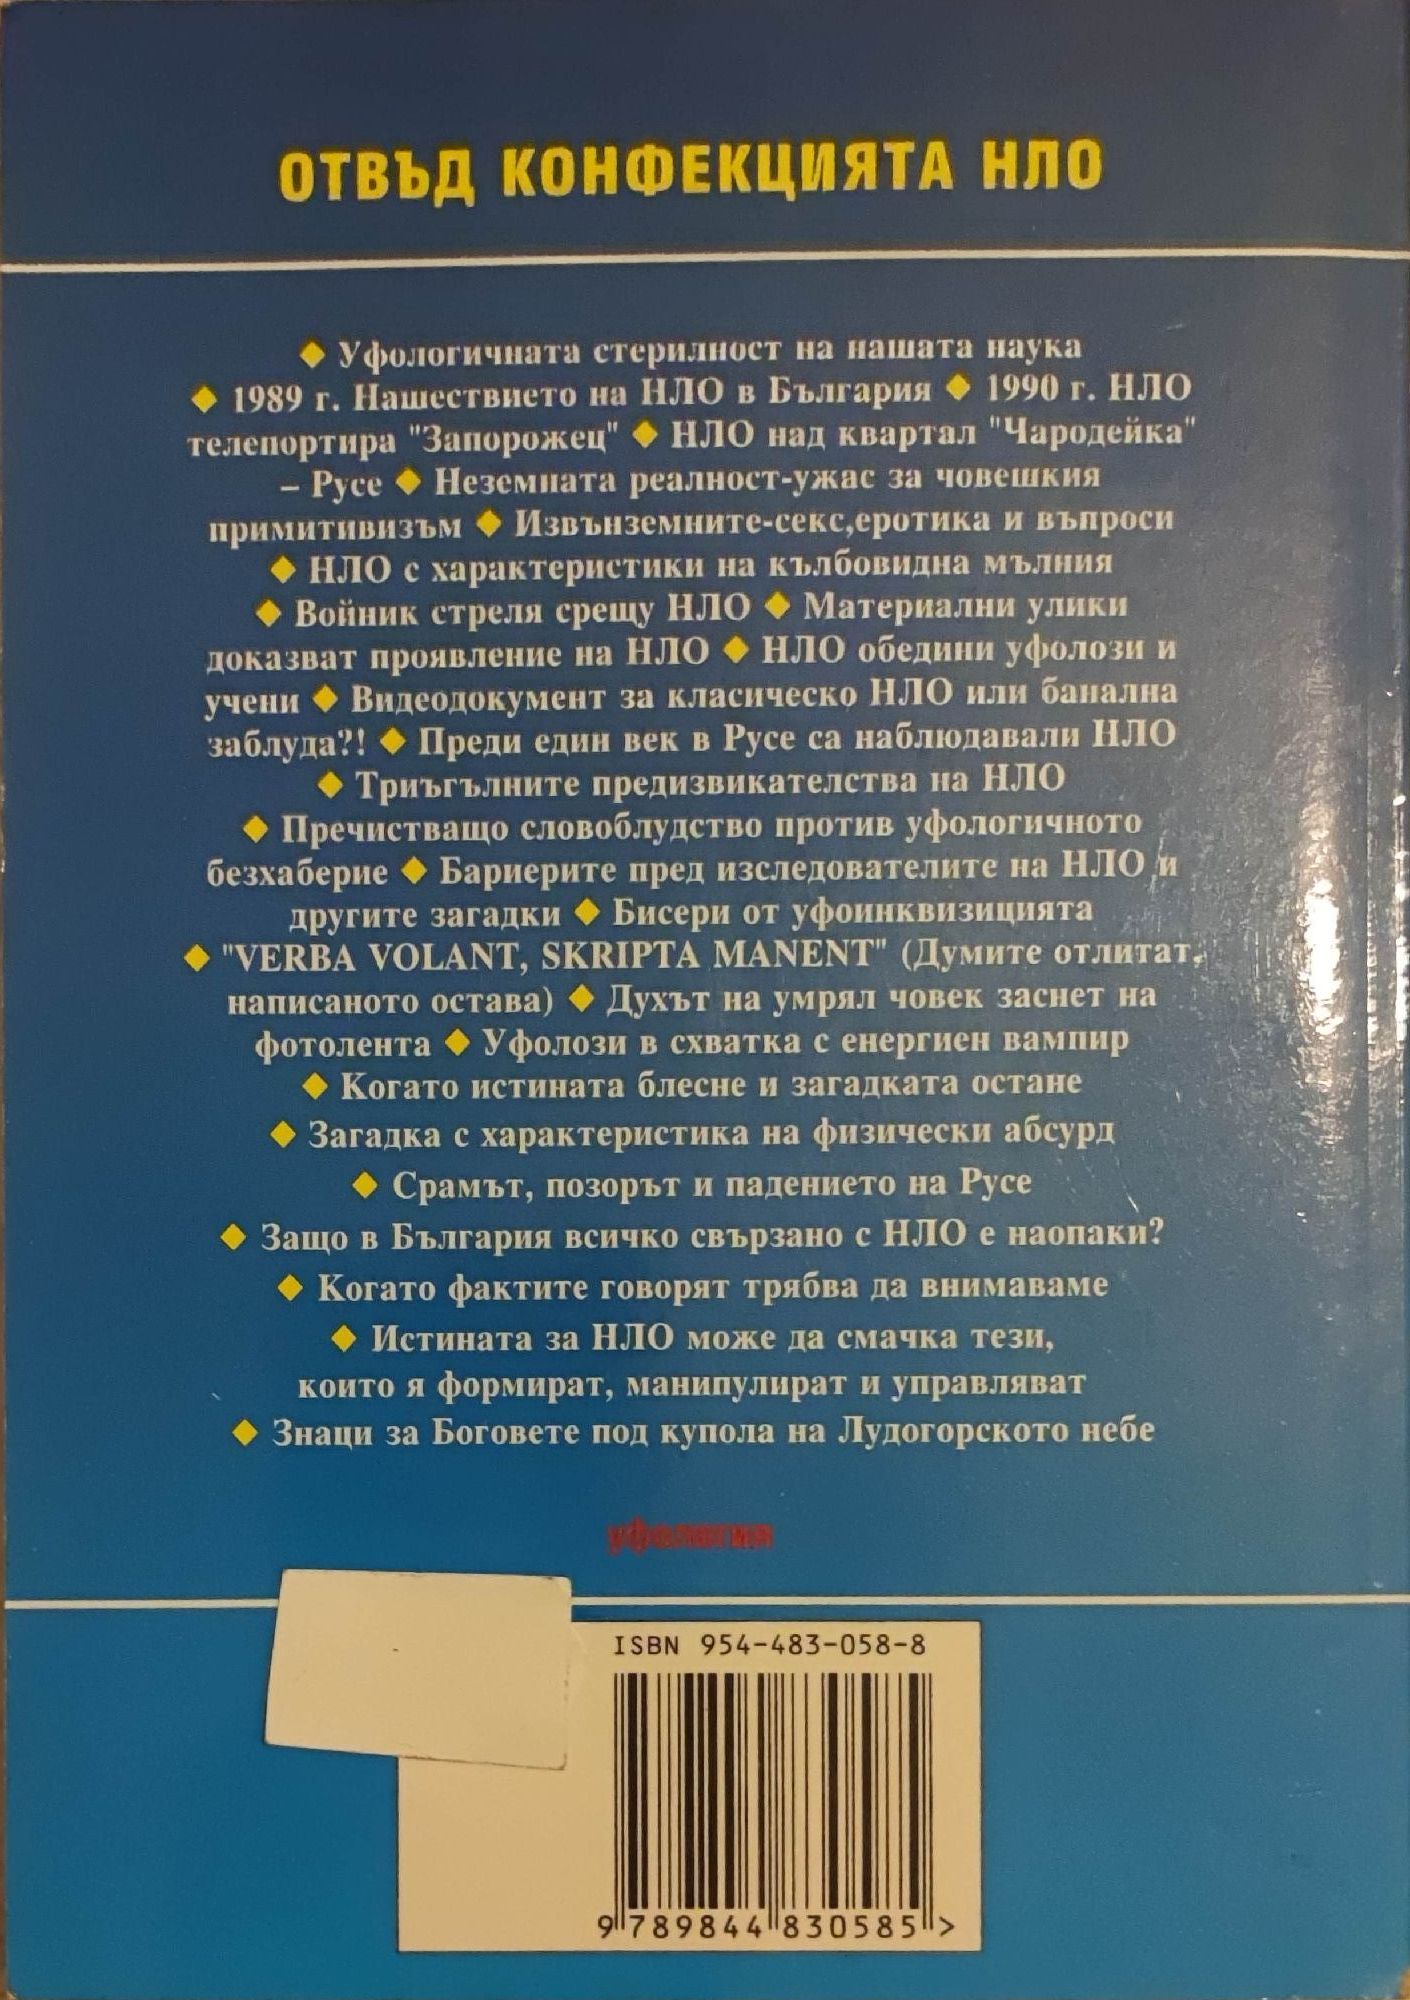 ОТВЪД КОНФЕКЦИЯТА НЛО
◆ Уфологичната стерилност на нашата наука
◆ 1989 г. Нашествието на НЛО в България ◆ 1990 г. НЛО
телепортира "Запорожец" ◆ НЛО над квартал "Чародейка"
– Русе ◆ Неземната реалност-ужас за човешкия
примитивизъм ◆ Извънземните-секс,еротика и въпроси
◆ НЛО с характеристики на кълбовидна мълния
◆ Войник стреля срещу НЛО ◆ Материални улики
доказват проявление на НЛО ◆ НЛО обедини уфолози и
учени ◆ Видеодокумент за класическо НЛО или банална
заблуда?! ◆ Преди един век в Русе са наблюдавали НЛО
◆ Триъгълните предизвикателства на НЛО
◆ Пречистващо словоблудство против уфологичното
безхаберие ◆ Бариерите пред изследователите на НЛО и
другите загадки ◆ Бисери от уфоинквизицията
◆ "VERBA VOLANT, SKRIPTA MANENT" (Думите отлитат,
написаното остава) ◆ Духът на умрял човек заснет на
фотолента ◆ Уфолози в схватка с енергиен вампир
◆ Когато истината блесне и загадката остане
◆ Загадка с характеристика на физически абсурд
◆ Срамът, позорът и падението на Русе
◆ Защо в България всичко свързано с НЛО е наопаки?
◆ Когато фактите говорят трябва да внимаваме
◆ Истината за НЛО може да смачка тези,
които я формират, манипулират и управляват
◆ Знаци за Боговете под купола на Лудогорското небе
уфология
ISBN 954-483-058-8
9 789844 830585 >